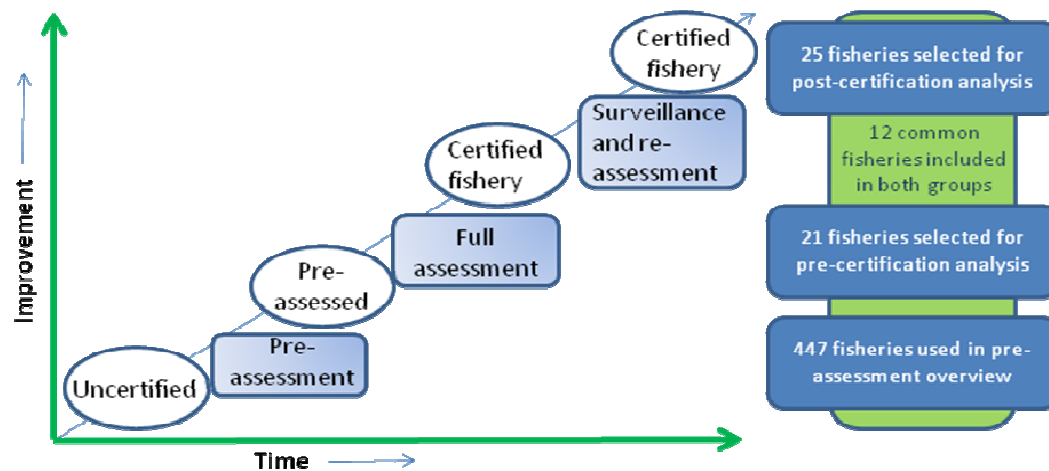 Improvement
Uncertified
Pre-
assessment
Pre-
assessed
Full
assessment
Certified
fishery
Surveillance
and re-
assessment
Certified
fishery
Time
25 fisheries selected for
post-certification analysis
12 common
fisheries included
in both groups
21 fisheries selected for
pre-certification analysis
447 fisheries used in pre-
assessment overview